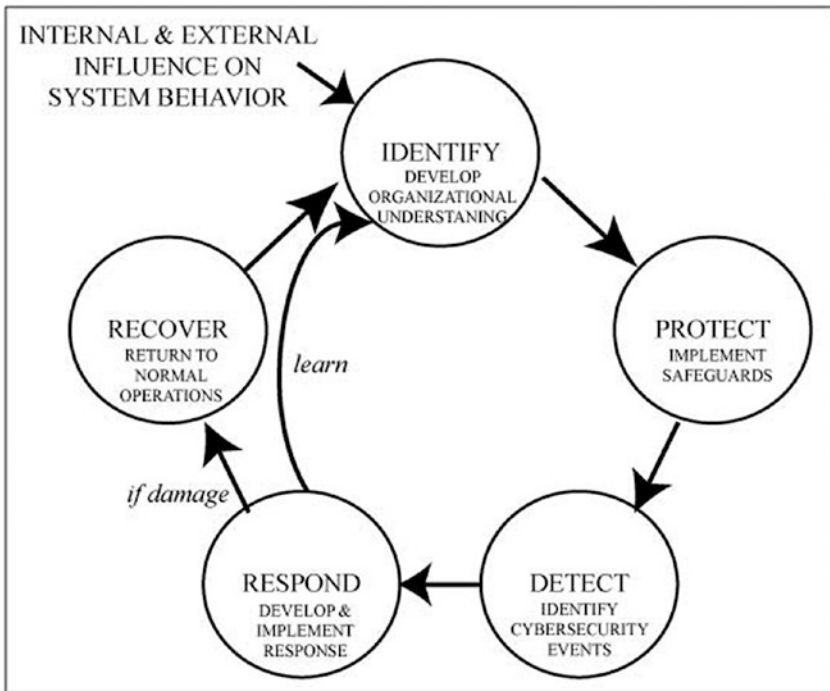 INTERNAL & EXTERNAL
INFLUENCE ON
SYSTEM BEHAVIOR
IDENTIFY
DEVELOP
ORGANIZATIONAL
UNDERSTANING
PROTECT
IMPLEMENT
SAFEGUARDS
DETECT
IDENTIFY
CYBERSECURITY
EVENTS
RESPOND
DEVELOP &
IMPLEMENT
RESPONSE
if damage
learn
RECOVER
RETURN TO
NORMAL
OPERATIONS